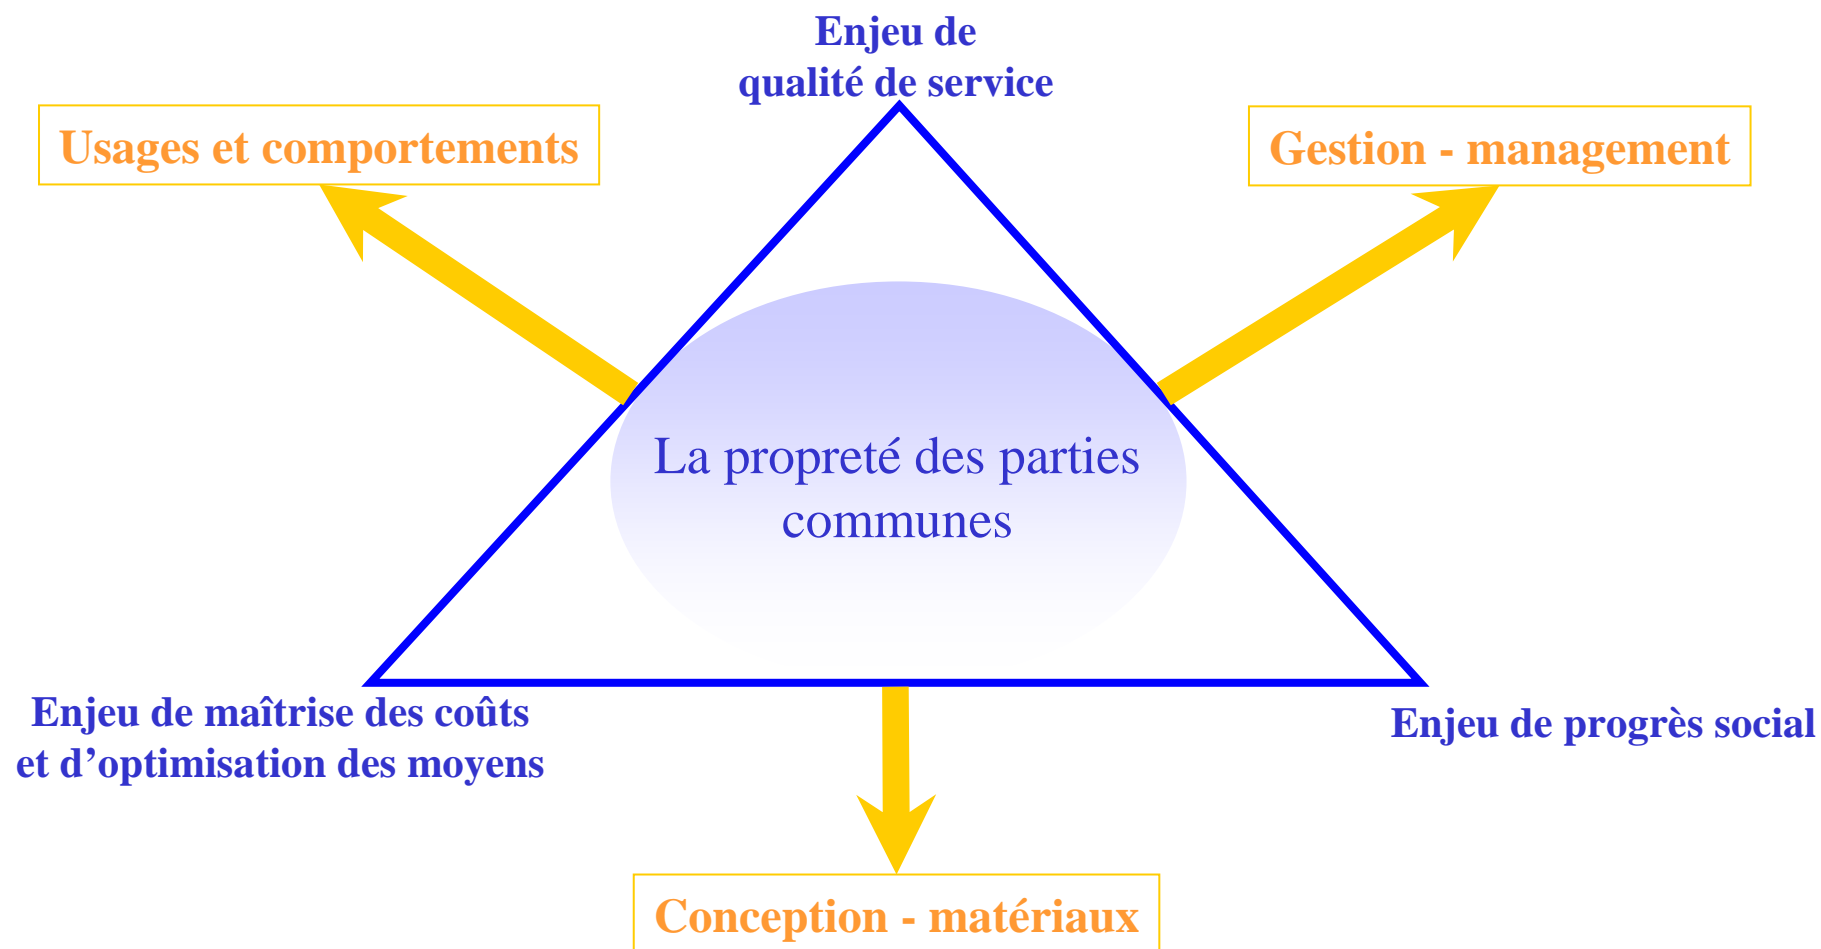 Enjeu de
qualité de service
Usages et comportements
Gestion - management
La propreté des parties
communes
Enjeu de maîtrise des coûts
et d’optimisation des moyens
Enjeu de progrès social
Conception - matériaux